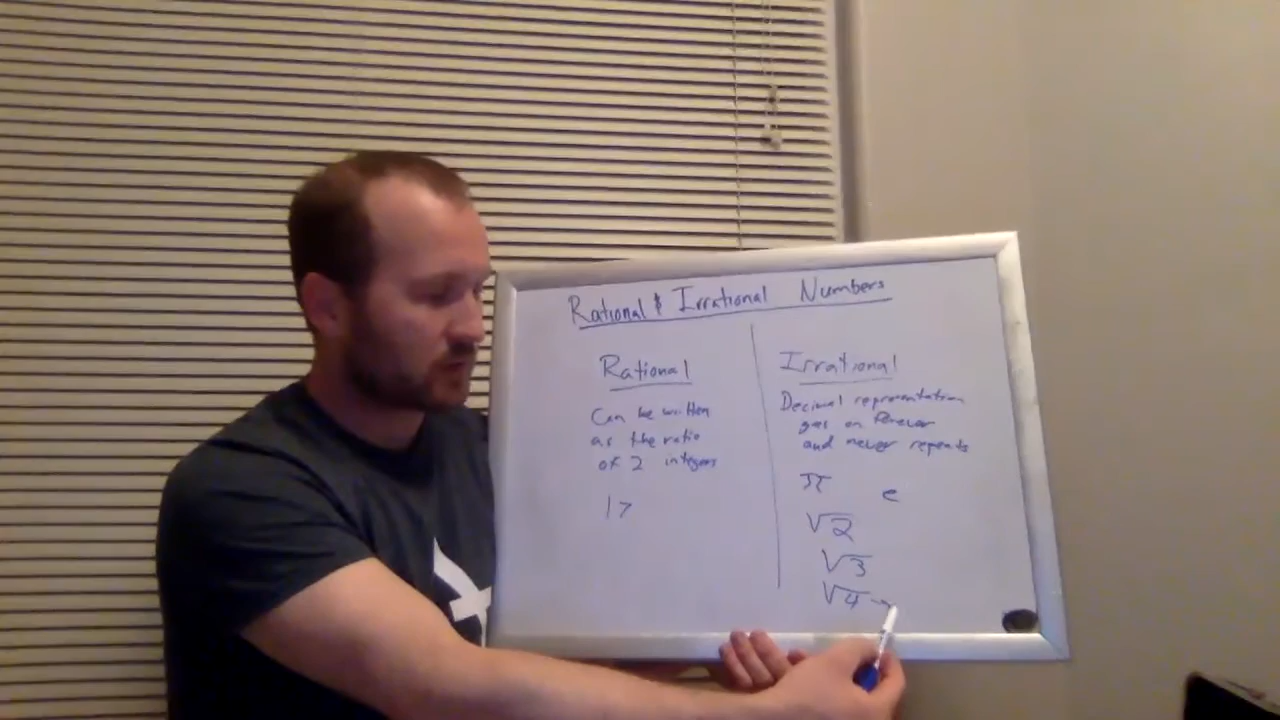 Rational & Irrational Numbers
Rational
Can be written
as the ratio
of 2 integers
17
Irrational
Decimal representation
goes on forever
and never repeats
π e
√2
√3
√4 →